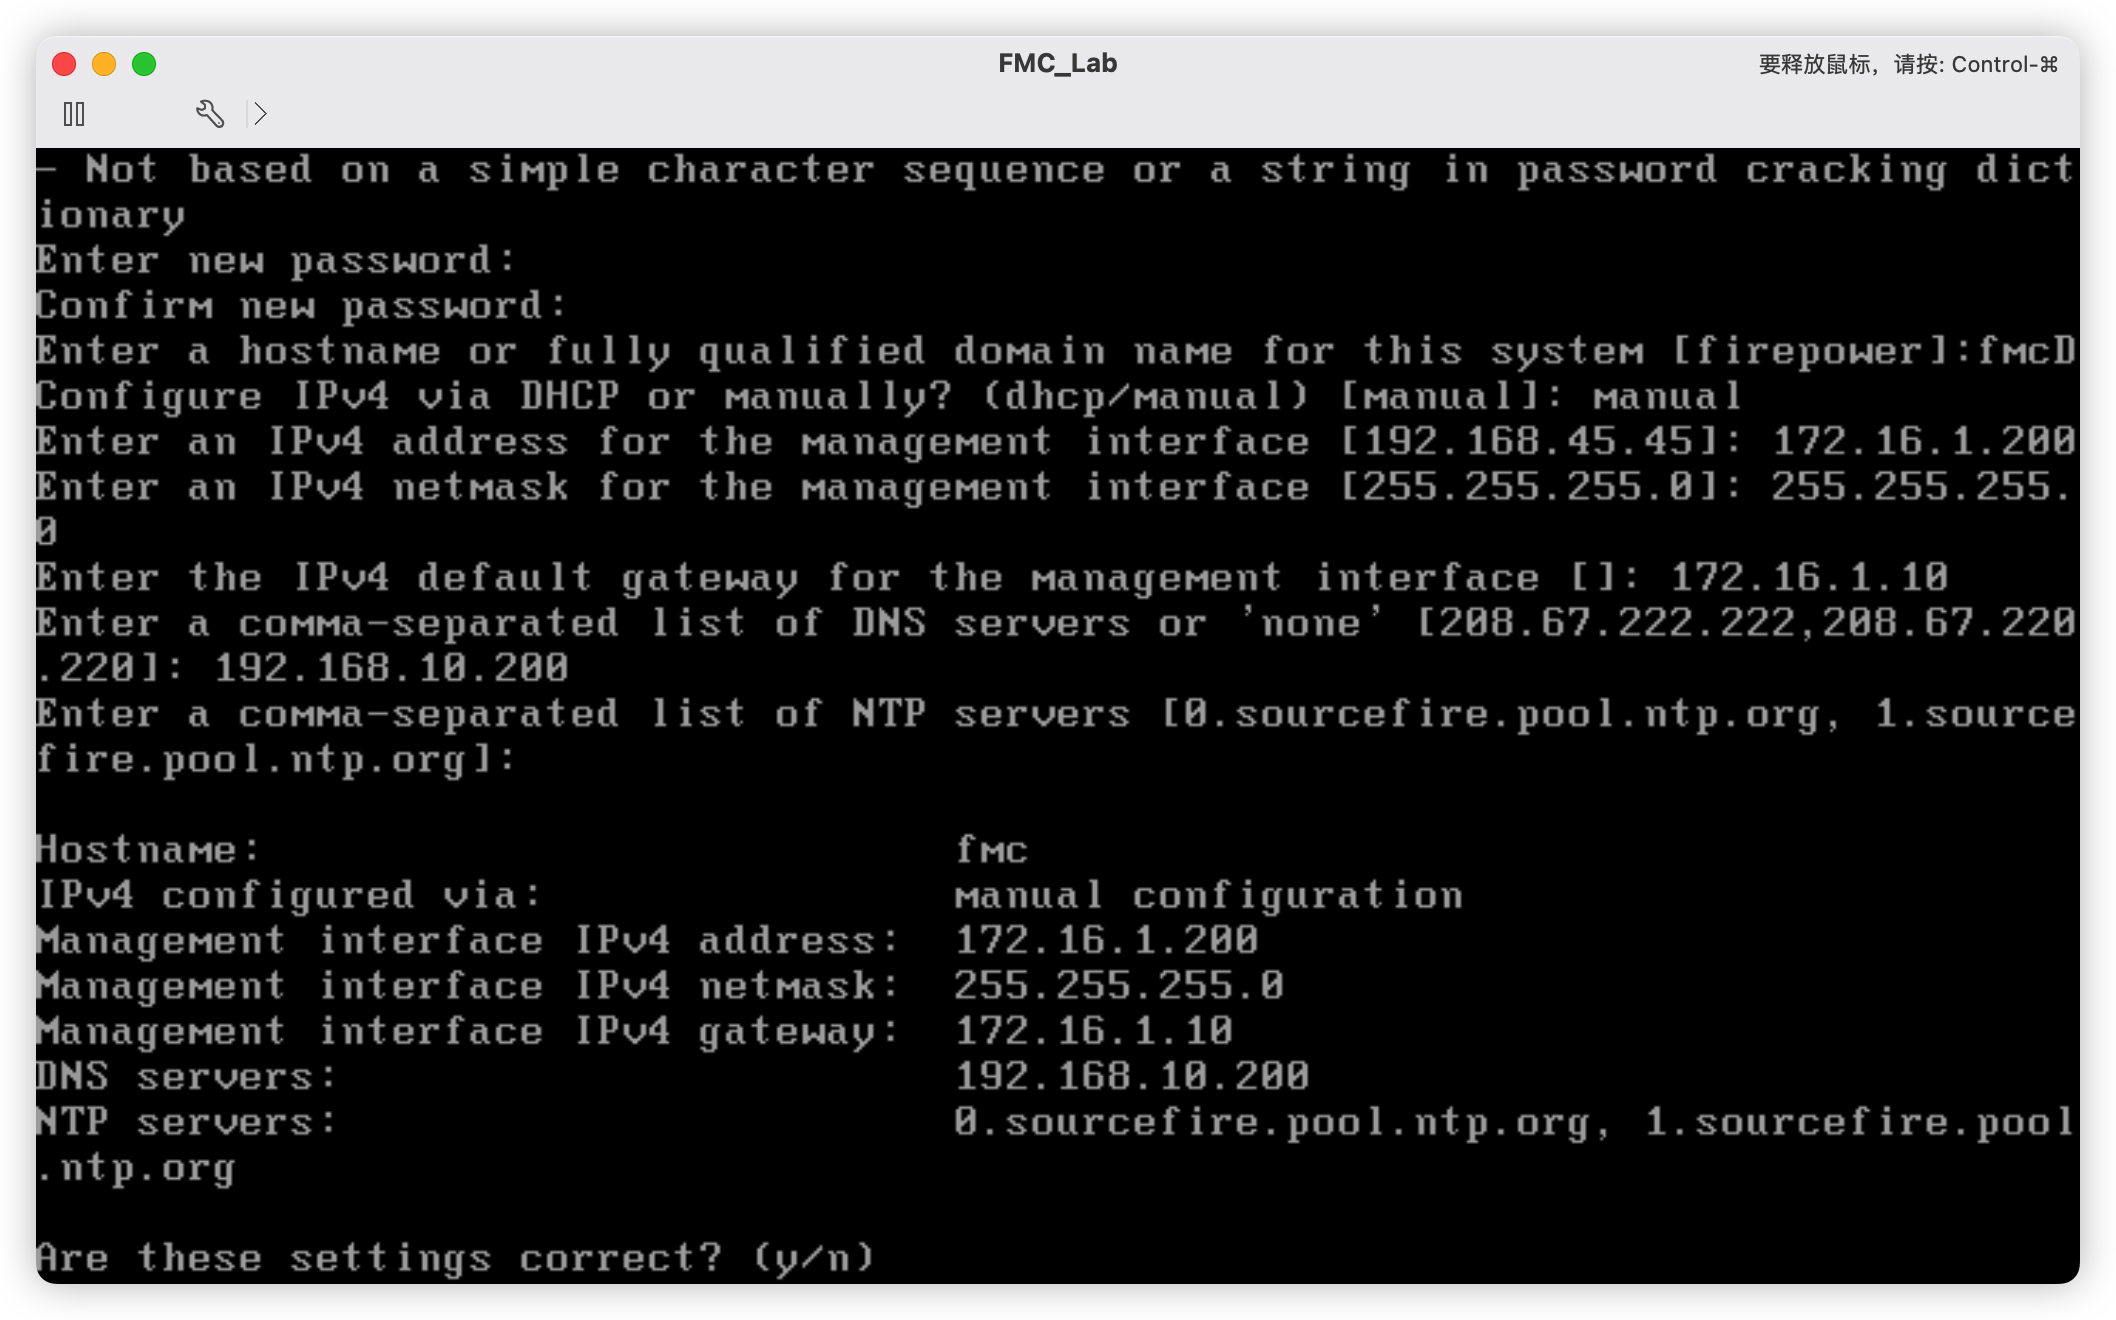 FMC_Lab
要释放鼠标，请按: Control-⌘
- Not based on a simple character sequence or a string in password cracking dict
ionary
Enter new password:
Confirm new password:
Enter a hostname or fully qualified domain name for this system [firepower]:fmcD
Configure IPv4 via DHCP or manually? (dhcp/manual) [manual]: manual
Enter an IPv4 address for the management interface [192.168.45.45]: 172.16.1.200
Enter an IPv4 netmask for the management interface [255.255.255.0]: 255.255.255.
0
Enter the IPv4 default gateway for the management interface []: 172.16.1.10
Enter a comma-separated list of DNS servers or 'none' [208.67.222.222,208.67.220
.220]: 192.168.10.200
Enter a comma-separated list of NTP servers [0.sourcefire.pool.ntp.org, 1.source
fire.pool.ntp.org]:
Hostname: fmc
IPv4 configured via: manual configuration
Management interface IPv4 address: 172.16.1.200
Management interface IPv4 netmask: 255.255.255.0
Management interface IPv4 gateway: 172.16.1.10
DNS servers: 192.168.10.200
NTP servers: 0.sourcefire.pool.ntp.org, 1.sourcefire.pool
.ntp.org
Are these settings correct? (y/n)